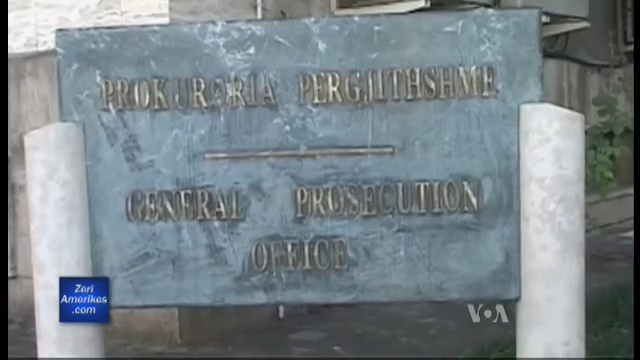 PROKURORIA PERGJITHSHME
GENERAL PROSECUTION
OFFICE
Zeri
Amerikes
.com
VOA